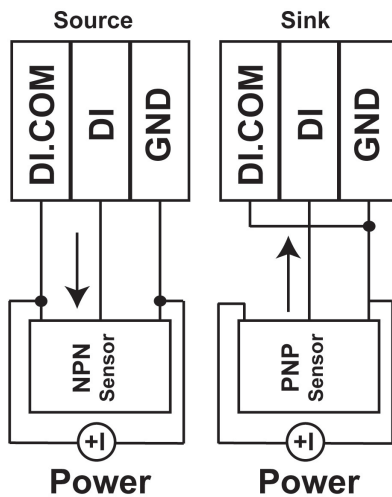 Source
DI.COM
DI
GND
NPN
Sensor
+I
Power
Sink
DI.COM
DI
GND
PNP
Sensor
+I
Power